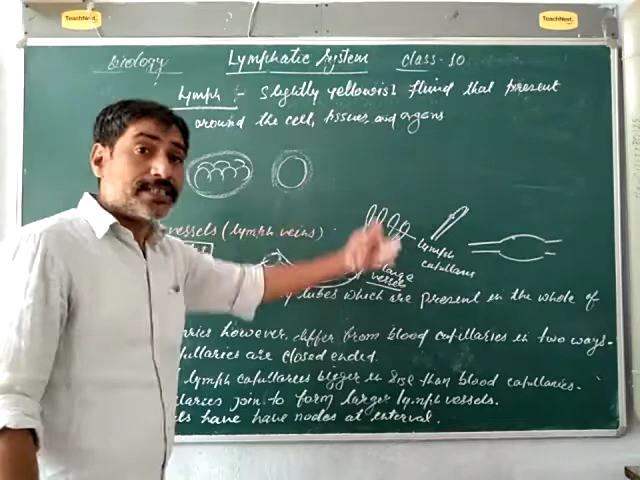 TeachNext
TeachNext
Biology Lymphatic System class-10
Lymph :- Slightly yellowish fluid that present
around the cell, tissues and organs
vessels (lymph veins)
lymph
capillaries
large
vessel
tubes which are present in the whole of
however, differ from blood capillaries in two ways-
capillaries are closed ended.
lymph capillaries bigger in size than blood capillaries.
join to form larger lymph vessels.
have have nodes at interval.